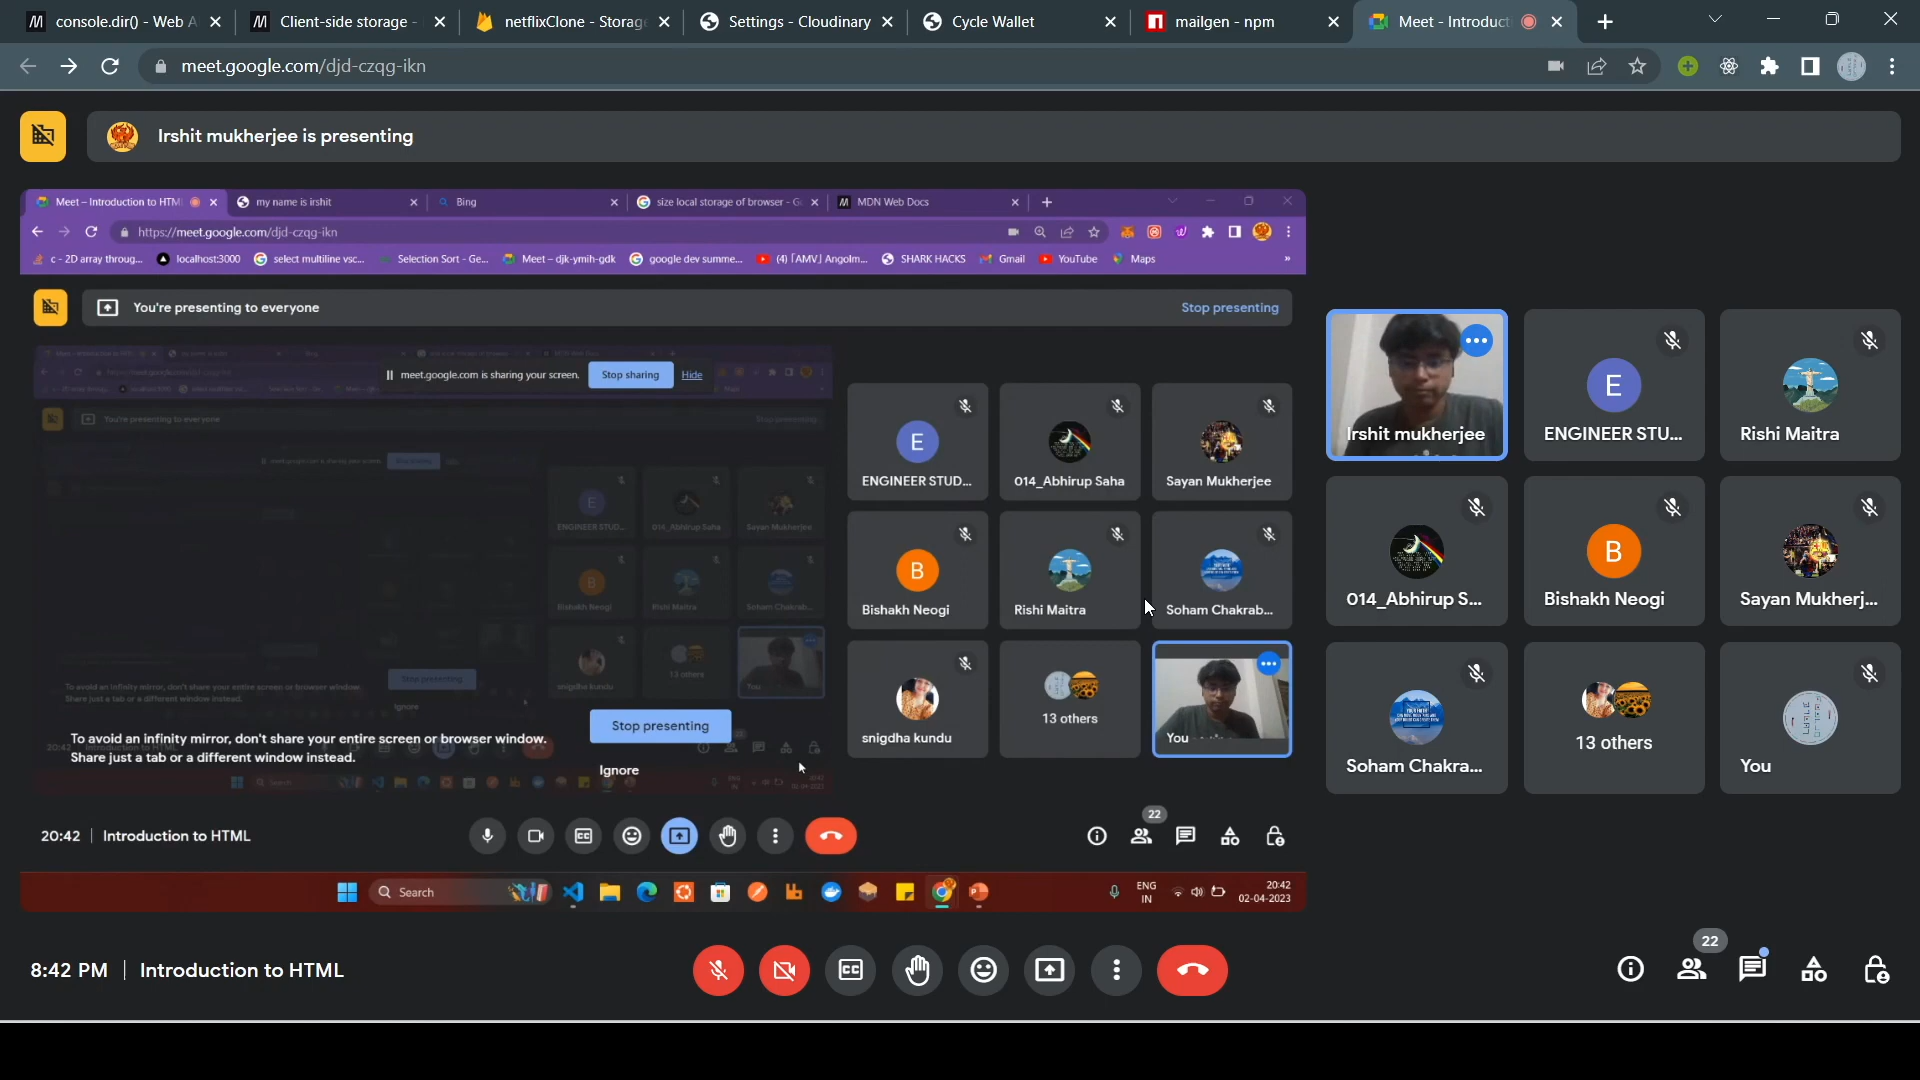 console.dir() - Web A
Client-side storage -
netflixClone - Storage
Settings - Cloudinary
Cycle Wallet
mailgen - npm
Meet - Introduct
meet.google.com/djd-czqg-ikn
Irshit mukherjee is presenting
Meet – Introduction to HTM
my name is irshit
Bing
size local storage of browser - G
MDN Web Docs
https://meet.google.com/djd-czqg-ikn
c - 2D array throug...
localhost:3000
select multiline vsc...
Selection Sort - Ge...
Meet – djk-ymih-gdk
google dev summe...
(4) 「AMV」 Angolm...
SHARK HACKS
Gmail
YouTube
Maps
»
You're presenting to everyone
Stop presenting
meet.google.com is sharing your screen.
Stop sharing
Hide
E
ENGINEER STUD...
014_Abhirup Saha
Sayan Mukherjee
B
Bishakh Neogi
Rishi Maitra
Soham Chakrab...
snigdha kundu
13 others
You
To avoid an infinity mirror, don't share your entire screen or browser window.
Share just a tab or a different window instead.
Stop presenting
Ignore
20:42 | Introduction to HTML
22
Search
ENG
IN
20:42
02-04-2023
Irshit mukherjee
E
ENGINEER STU...
Rishi Maitra
014_Abhirup S...
B
Bishakh Neogi
Sayan Mukherj...
Soham Chakra...
13 others
You
8:42 PM | Introduction to HTML
22